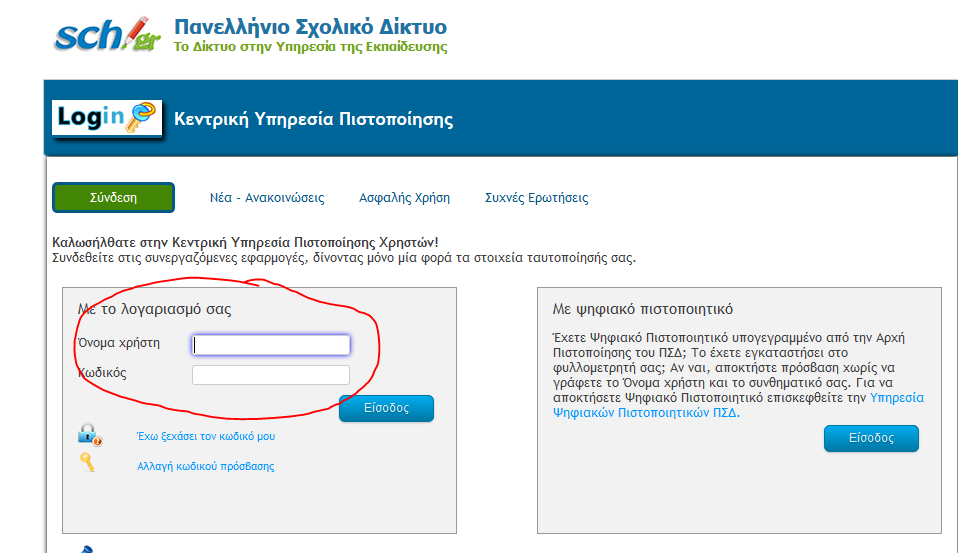 sch.gr
Πανελλήνιο Σχολικό Δίκτυο
Το Δίκτυο στην Υπηρεσία της Εκπαίδευσης
Login
Κεντρική Υπηρεσία Πιστοποίησης
Σύνδεση
Νέα - Ανακοινώσεις
Ασφαλής Χρήση
Συχνές Ερωτήσεις
Καλωσήλθατε στην Κεντρική Υπηρεσία Πιστοποίησης Χρηστών!
Συνδεθείτε στις συνεργαζόμενες εφαρμογές, δίνοντας μόνο μία φορά τα στοιχεία ταυτοποίησής σας.
Με το λογαριασμό σας
Όνομα χρήστη
Κωδικός
Είσοδος
Έχω ξεχάσει τον κωδικό μου
Αλλαγή κωδικού πρόσβασης
Με ψηφιακό πιστοποιητικό
Έχετε Ψηφιακό Πιστοποιητικό υπογεγραμμένο από την Αρχή
Πιστοποίησης του ΠΣΔ; Το έχετε εγκαταστήσει στο
φυλλομετρητή σας; Αν ναι, αποκτήστε πρόσβαση χωρίς να
γράφετε το Όνομα χρήστη και το συνθηματικό σας. Για να
αποκτήσετε Ψηφιακό Πιστοποιητικό επισκεφθείτε την Υπηρεσία
Ψηφιακών Πιστοποιητικών ΠΣΔ.
Είσοδος